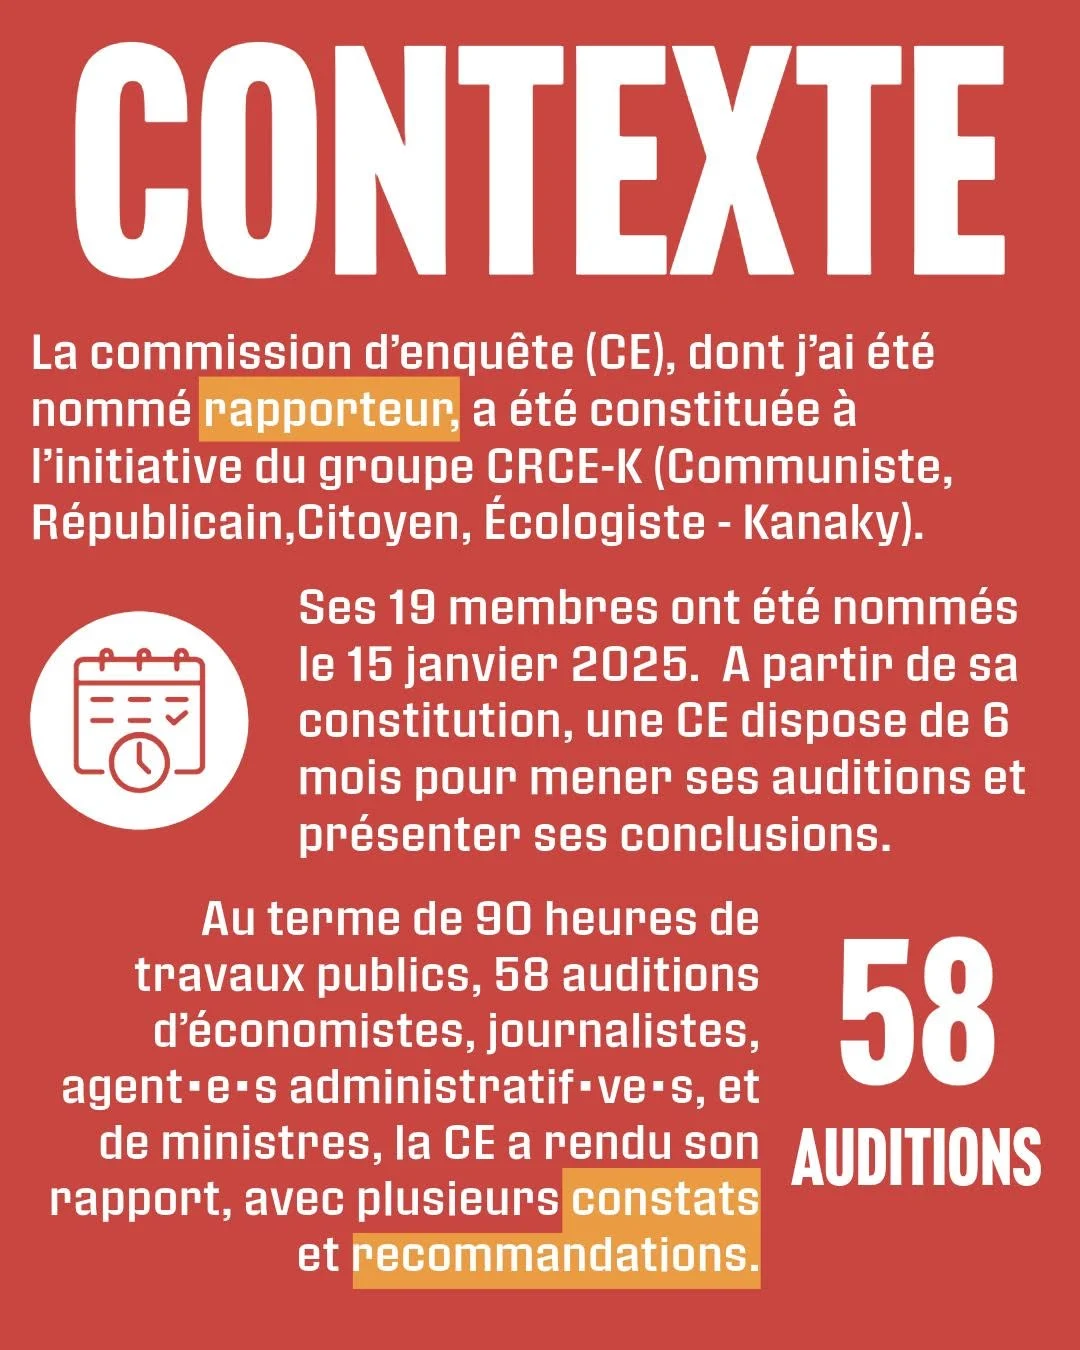 CONTEXTE
La commission d’enquête (CE), dont j’ai été
nommé rapporteur, a été constituée à
l’initiative du groupe CRCE-K (Communiste,
Républicain,Citoyen, Écologiste - Kanaky).
Ses 19 membres ont été nommés
le 15 janvier 2025.  A partir de sa
constitution, une CE dispose de 6
mois pour mener ses auditions et
présenter ses conclusions.
Au terme de 90 heures de
travaux publics, 58 auditions
d’économistes, journalistes,
agent▪e▪s administratif▪ve▪s, et
de ministres, la CE a rendu son
rapport, avec plusieurs constats
et recommandations.
58
AUDITIONS